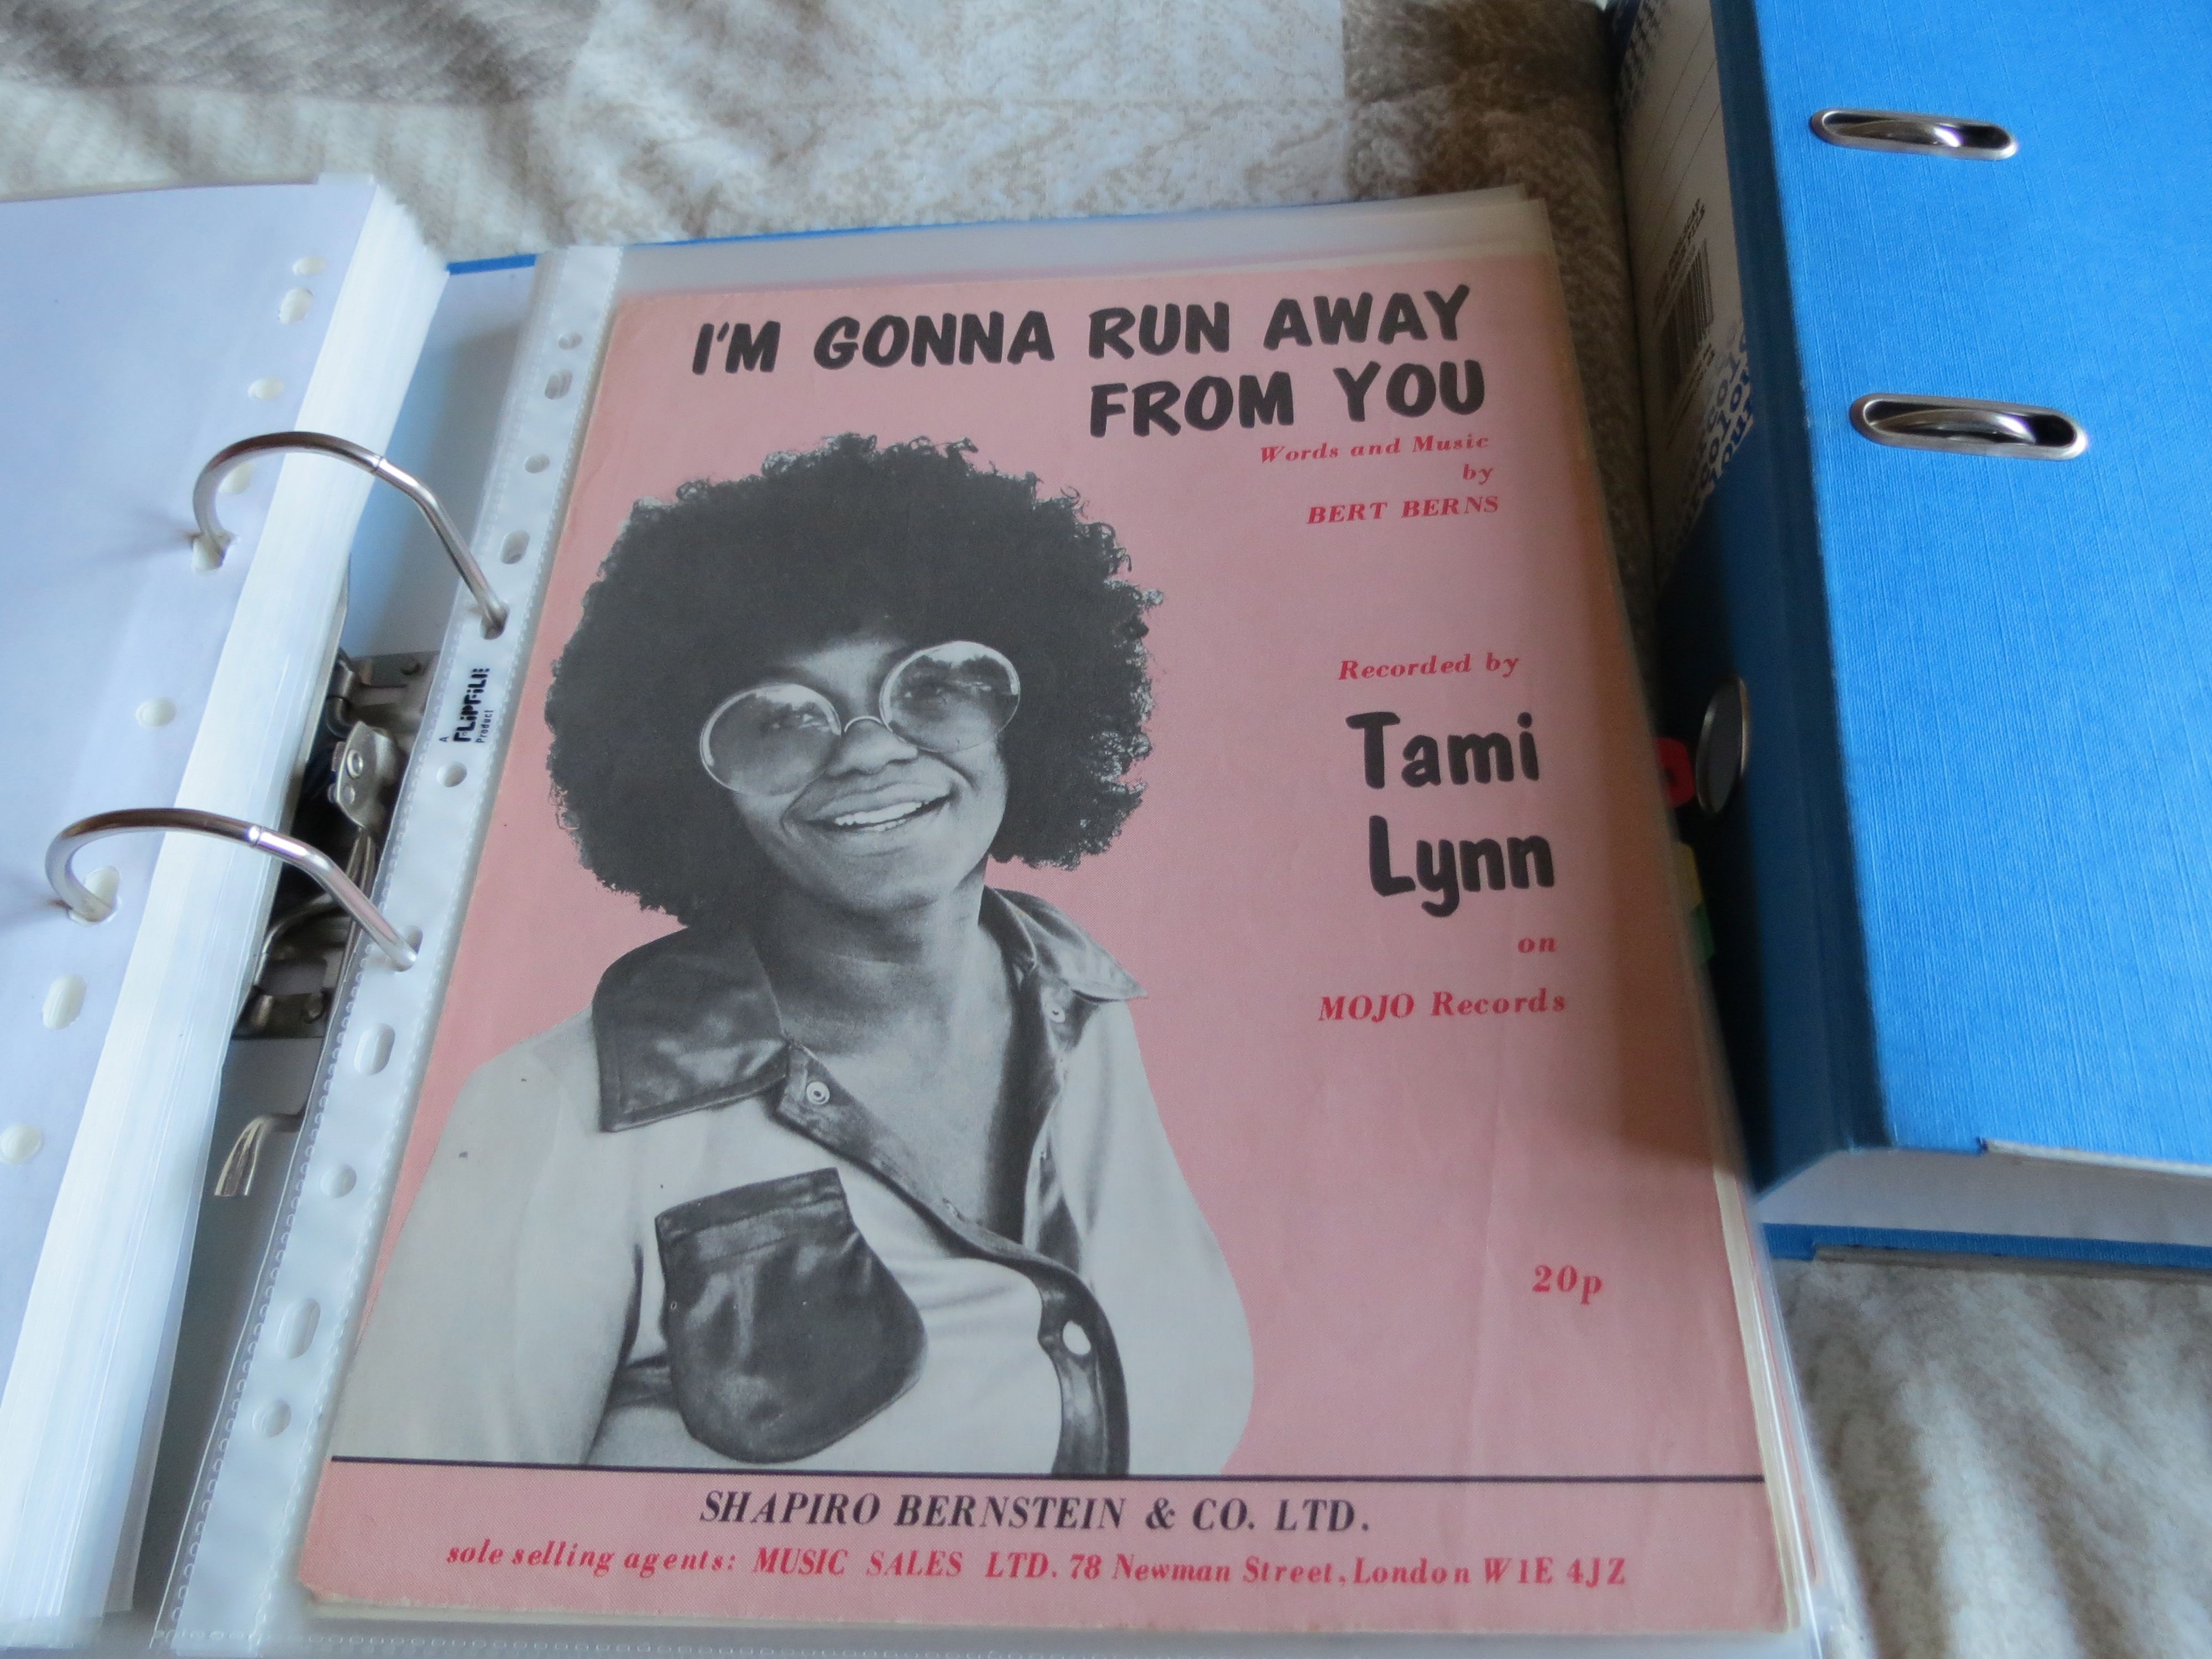 I'M GONNA RUN AWAY
FROM YOU
Words and Music
by
BERT BERNS
Recorded by
Tami
Lynn
on
MOJO Records
20p
SHAPIRO BERNSTEIN & CO. LTD.
sole selling agents: MUSIC SALES LTD. 78 Newman Street, London W1E 4JZ
A
FLiPFiLE
Product